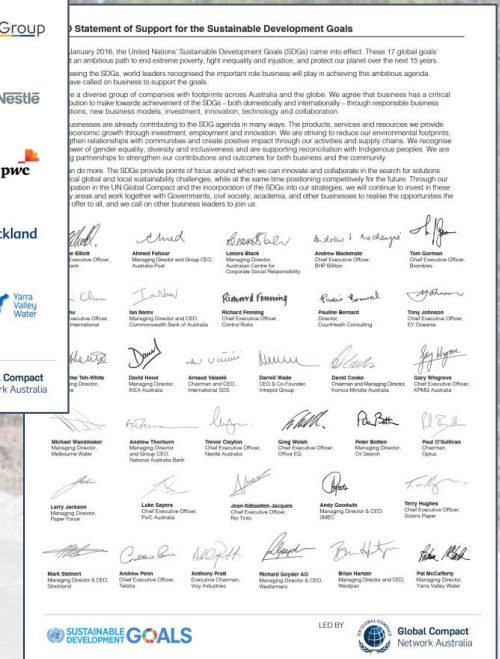 Group
Nestlé
pwc
ckland
Yarra
Valley
Water
Compact
rk Australia
Statement of Support for the Sustainable Development Goals
January 2016, the United Nations' Sustainable Development Goals (SDGs) came into effect. These 17 global goals
t an ambitious path to end extreme poverty, fight inequality and injustice, and protect our planet over the next 15 years.
eeing the SDGs, world leaders recognised the important role business will play in achieving this ambitious agenda
ave called on business to support the goals.
e a diverse group of companies with footprints across Australia and the globe. We agree that business has a critical
bution to make towards achievement of the SDGs – both domestically and internationally – through responsible business
tions, new business models, investment, innovation, technology and collaboration.
usinesses are already contributing to the SDG agenda in many ways. The products, services and resources we provide
economic growth through investment, employment and innovation. We are striving to reduce our environmental footprints,
gthen relationships with communities and create positive impact through our activities and supply chains. We recognise
ower of gender equality, diversity and inclusiveness and are supporting reconciliation with Indigenous peoples. We are
g partnerships to strengthen our contributions and outcomes for both business and the community.
n do more. The SDGs provide points of focus around which we can innovate and collaborate in the search for solutions
ical global and local sustainability challenges, while at the same time positioning competitively for the future. Through our
ipation in the UN Global Compact and the incorporation of the SDGs into our strategies, we will continue to invest in these
y areas and work together with Governments, civil society, academia, and other businesses to realise the opportunities the
offer to all, and we call on other business leaders to join us.
e Elliott
Executive Officer,
ank
Ahmed Fahour
Managing Director and Group CEO,
Australia Post
Leeora Black
Managing Director,
Australian Centre for
Corporate Social Responsibility
Andrew Mackenzie
Chief Executive Officer,
BHP Billiton
Tom Gorman
Chief Executive Officer,
Brambles
hu
xecutive Officer,
International
Ian Narev
Managing Director and CEO,
Commonwealth Bank of Australia
Richard Fenning
Chief Executive Officer,
Control Risks
Pauline Bernard
Director,
CourtHeath Consulting
Tony Johnson
Chief Executive Officer,
EY Oceania
ine Teh-White
ng Director,
David Hood
Managing Director,
IKEA Australia
Arnaud Vaissié
Chairman and CEO,
International SOS
Darrell Wade
CEO & Co-Founder,
Intrepid Group
David Cooke
Chairman and Managing Director,
Konica Minolta Australia
Gary Wingrove
Chief Executive Officer,
KPMG Australia
Michael Wandmaker
Managing Director,
Melbourne Water
Andrew Thorburn
Managing Director
and Group CEO,
National Australia Bank
Trevor Clayton
Chief Executive Officer,
Nestlé Australia
Greg Welsh
Chief Executive Officer,
Office EQ
Peter Botten
Managing Director,
Oil Search
Paul O'Sullivan
Chairman,
Optus
Larry Jackson
Managing Director,
Paper Force
Luke Sayers
Chief Executive Officer,
PwC Australia
Jean-Sébastien Jacques
Chief Executive Officer,
Rio Tinto
Andy Goodwin
Managing Director & CEO,
SMEC
Terry Hughes
Chief Executive Officer,
Solaris Paper
Mark Steinert
Managing Director & CEO,
Stockland
Andrew Penn
Chief Executive Officer,
Telstra
Anthony Pratt
Executive Chairman,
Visy Industries
Richard Goyder AO
Managing Director & CEO,
Wesfarmers
Brian Hartzer
Managing Director and CEO,
Westpac
Pat McCafferty
Managing Director,
Yarra Valley Water
SUSTAINABLE
DEVELOPMENT GOALS
LED BY
Global Compact
Network Australia